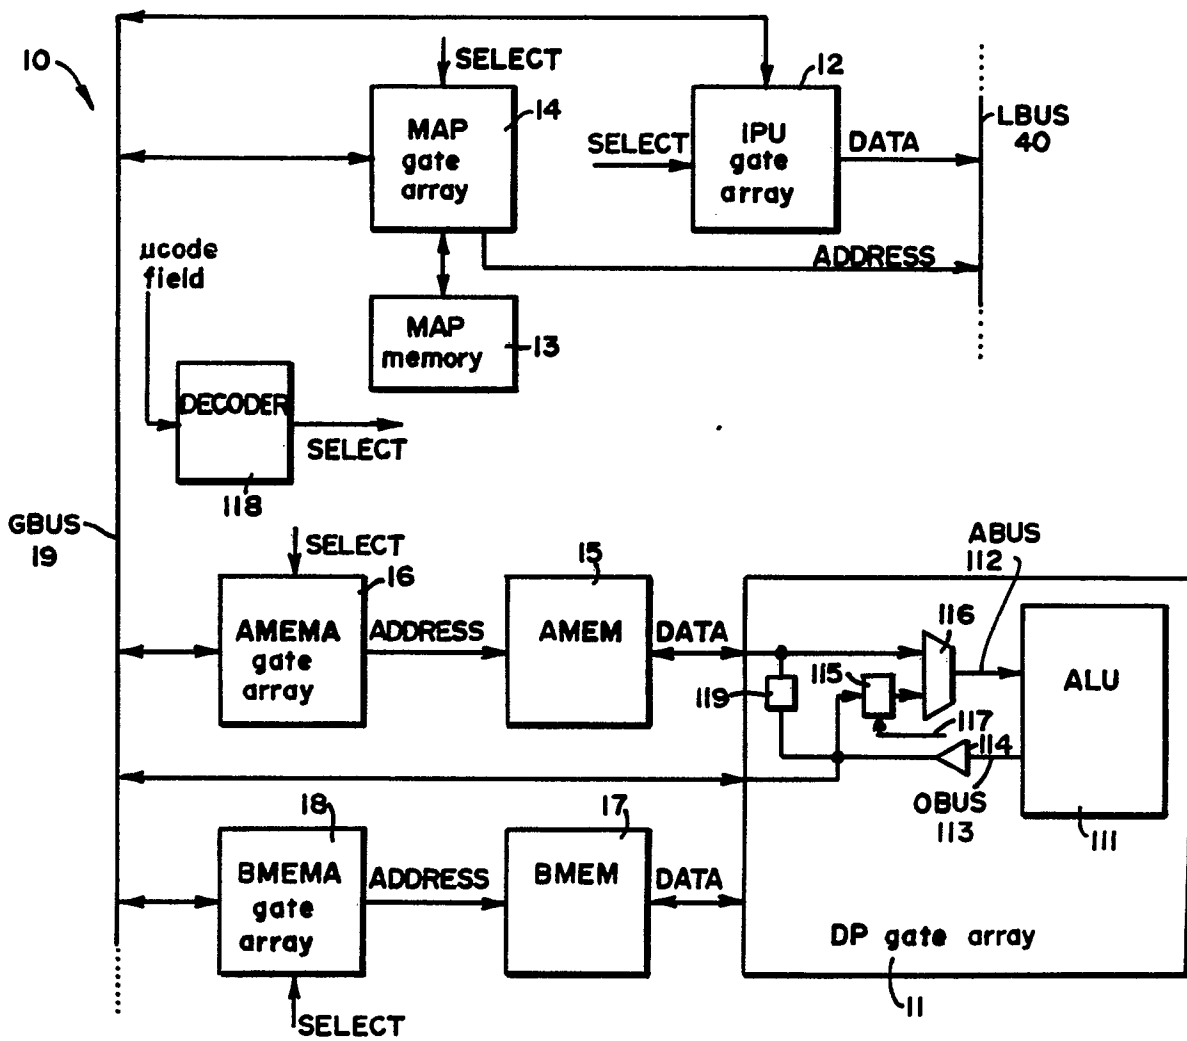 10
SELECT
14
MAP
gate
array
12
SELECT
IPU
gate
array
DATA
LBUS
40
ADDRESS
µcode
field
MAP
memory
13
DECODER
SELECT
118
GBUS
19
SELECT
16
AMEMA
gate
array
ADDRESS
15
AMEM
DATA
ABUS
112
116
115
119
117
114
ALU
OBUS
113
111
18
BMEMA
gate
array
ADDRESS
17
BMEM
DATA
DP gate array
11
SELECT